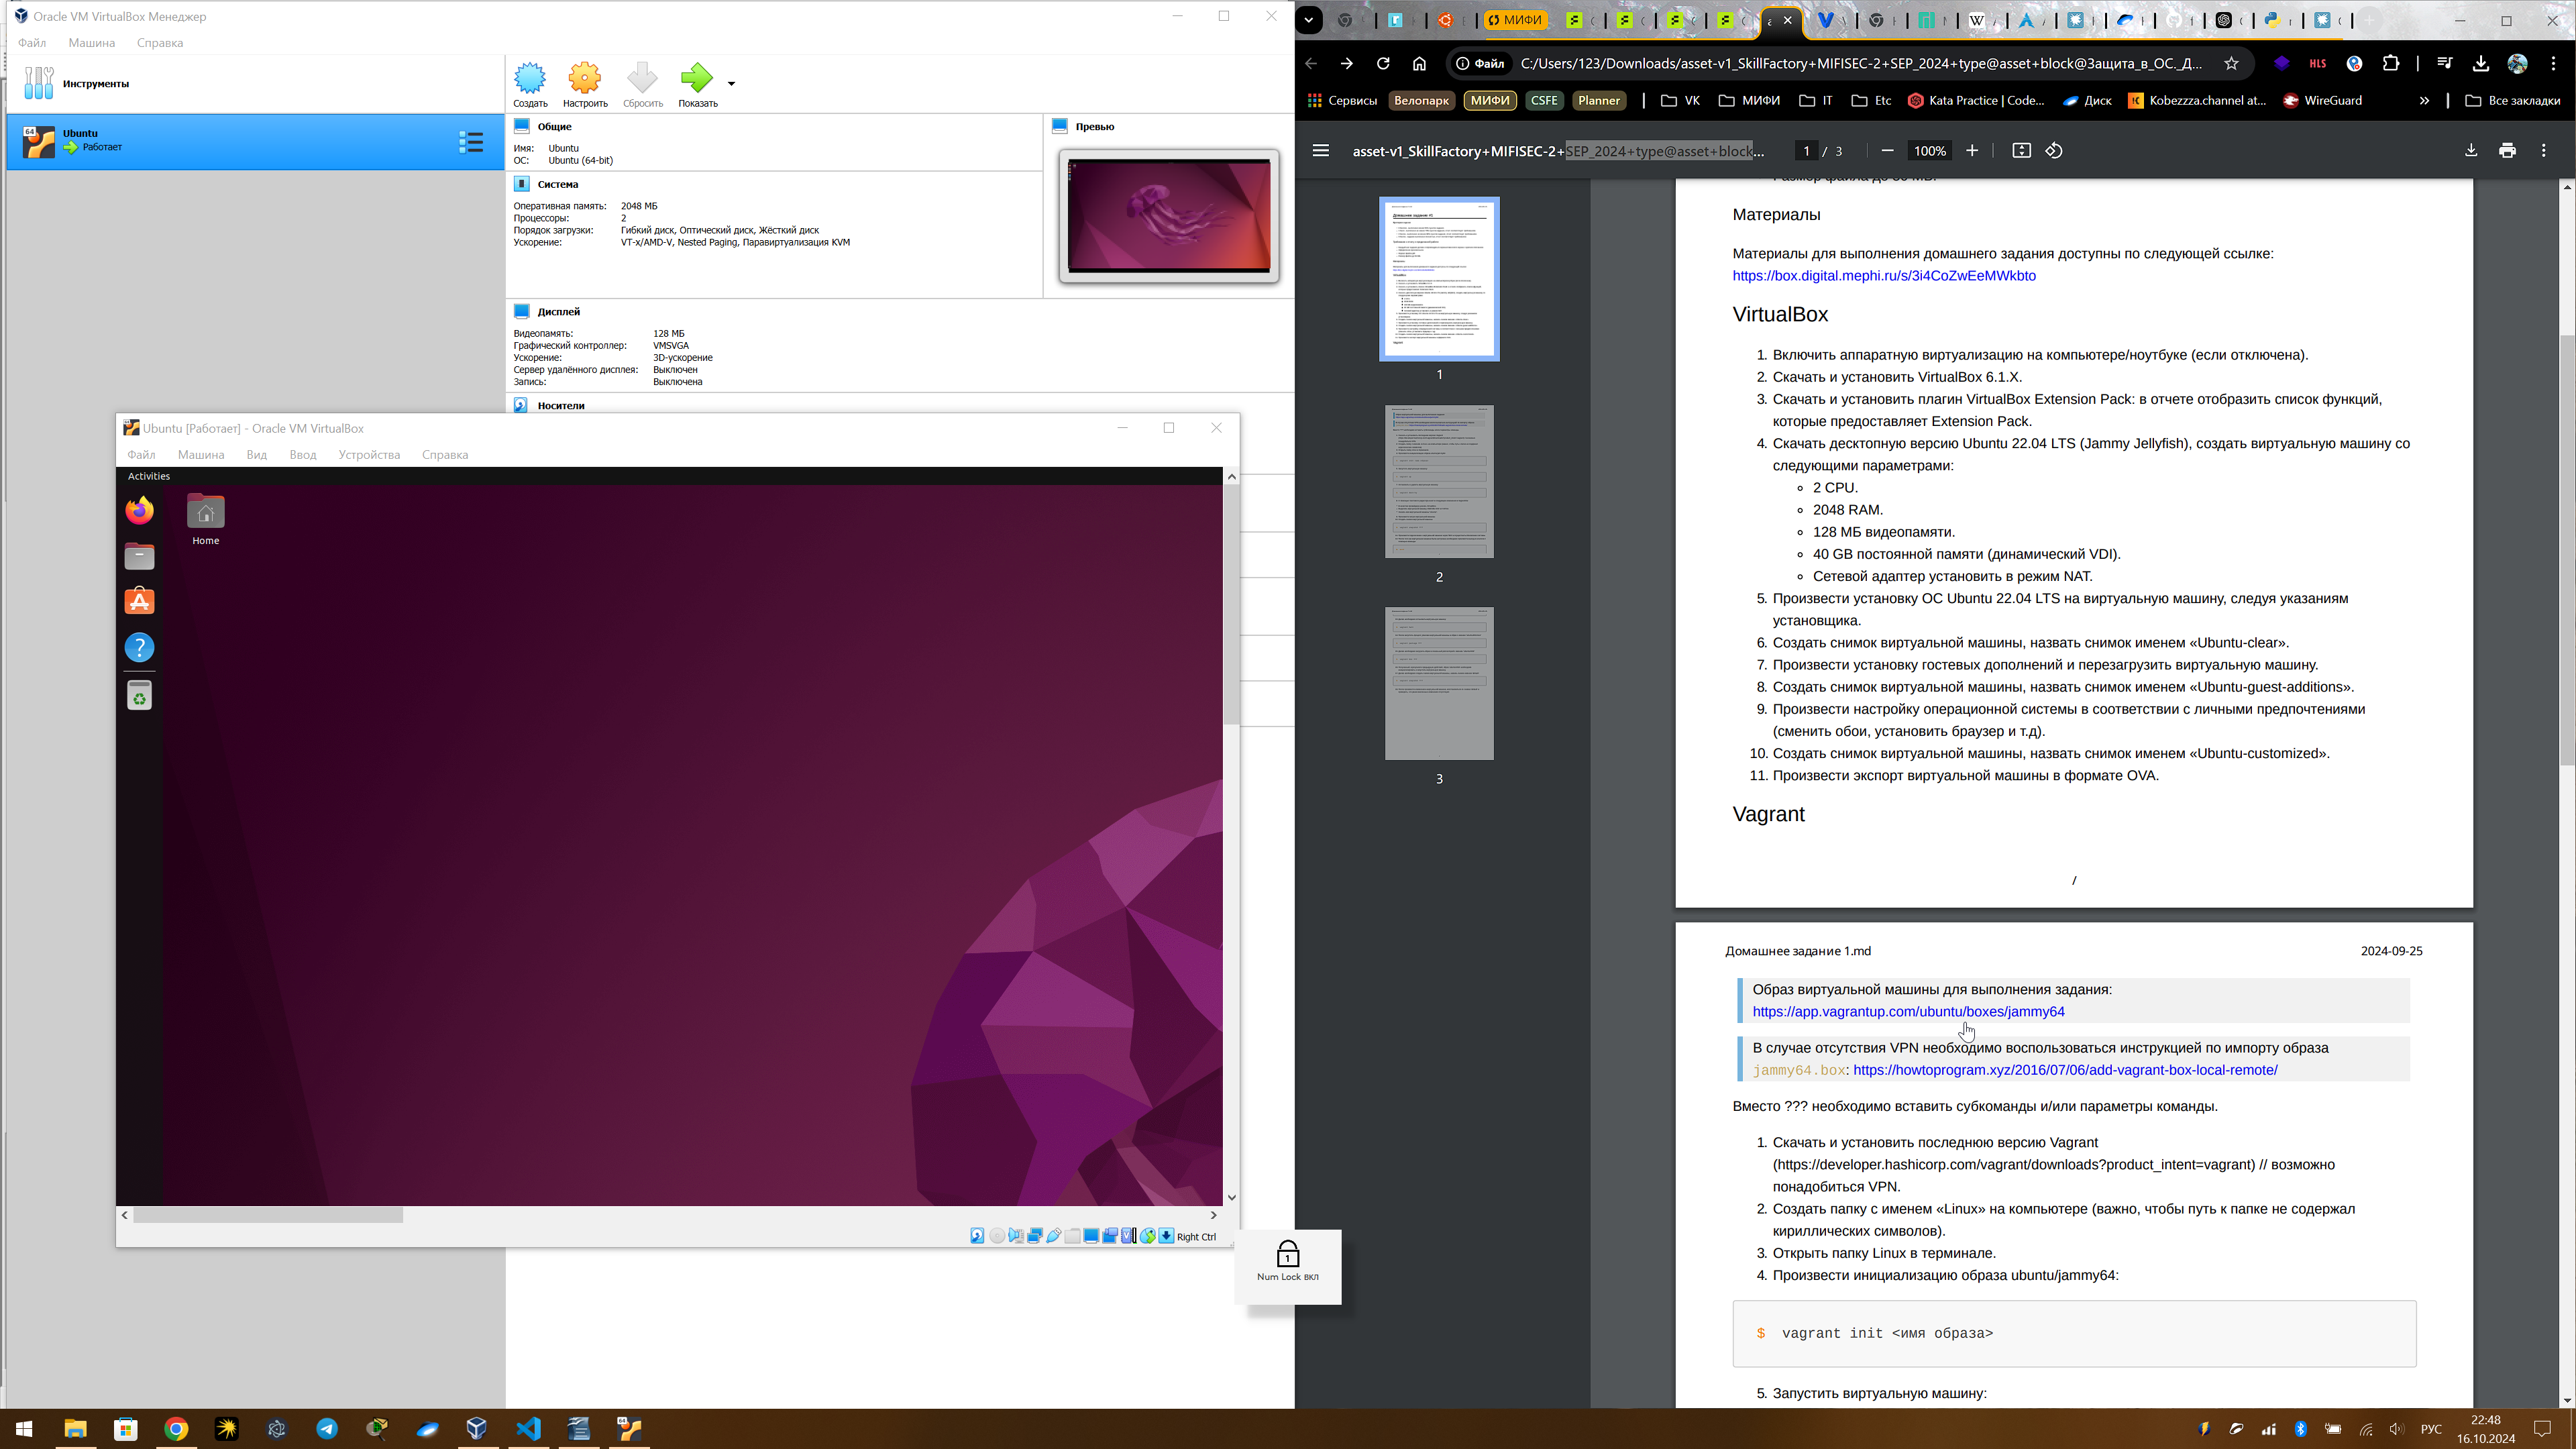 Oracle VM VirtualBox Менеджер
Файл Машина Справка
Инструменты
Создать Настроить Сбросить Показать
64 Ubuntu
Работает
Общие
Имя: Ubuntu
ОС: Ubuntu (64-bit)
Система
Оперативная память: 2048 МБ
Процессоры: 2
Порядок загрузки: Гибкий диск, Оптический диск, Жёсткий диск
Ускорение: VT-x/AMD-V, Nested Paging, Паравиртуализация KVM
Превью
Дисплей
Видеопамять: 128 МБ
Графический контроллер: VMSVGA
Ускорение: 3D-ускорение
Сервер удалённого дисплея: Выключен
Запись: Выключена
Носители
Ubuntu [Работает] - Oracle VM VirtualBox
Файл Машина Вид Ввод Устройства Справка
Activities
Home
Right Ctrl
Num Lock вкл
МИФИ
Файл C:/Users/123/Downloads/asset-v1_SkillFactory+MIFISEC-2+SEP_2024+type@asset+block@Защита_в_ОС._Д...
HLS
Сервисы Велопарк МИФИ CSFE Planner VK МИФИ IT Etc Kata Practice | Code... Диск Kobezzza.channel at... WireGuard » Все закладки
asset-v1_SkillFactory+MIFISEC-2+SEP_2024+type@asset+block... 1 / 3 100%
1
2
3
Материалы
Материалы для выполнения домашнего задания доступны по следующей ссылке:
https://box.digital.mephi.ru/s/3i4CoZwEeMWkbto
VirtualBox
1. Включить аппаратную виртуализацию на компьютере/ноутбуке (если отключена).
2. Скачать и установить VirtualBox 6.1.X.
3. Скачать и установить плагин VirtualBox Extension Pack: в отчете отобразить список функций,
которые предоставляет Extension Pack.
4. Скачать десктопную версию Ubuntu 22.04 LTS (Jammy Jellyfish), создать виртуальную машину со
следующими параметрами:
2 CPU.
2048 RAM.
128 МБ видеопамяти.
40 GB постоянной памяти (динамический VDI).
Сетевой адаптер установить в режим NAT.
5. Произвести установку ОС Ubuntu 22.04 LTS на виртуальную машину, следуя указаниям
установщика.
6. Создать снимок виртуальной машины, назвать снимок именем «Ubuntu-clear».
7. Произвести установку гостевых дополнений и перезагрузить виртуальную машину.
8. Создать снимок виртуальной машины, назвать снимок именем «Ubuntu-guest-additions».
9. Произвести настройку операционной системы в соответствии с личными предпочтениями
(сменить обои, установить браузер и т.д).
10. Создать снимок виртуальной машины, назвать снимок именем «Ubuntu-customized».
11. Произвести экспорт виртуальной машины в формате OVA.
Vagrant
/
Домашнее задание 1.md 2024-09-25
Образ виртуальной машины для выполнения задания:
https://app.vagrantup.com/ubuntu/boxes/jammy64
В случае отсутствия VPN необходимо воспользоваться инструкцией по импорту образа
jammy64.box: https://howtoprogram.xyz/2016/07/06/add-vagrant-box-local-remote/
Вместо ??? необходимо вставить субкоманды и/или параметры команды.
1. Скачать и установить последнюю версию Vagrant
(https://developer.hashicorp.com/vagrant/downloads?product_intent=vagrant) // возможно
понадобиться VPN.
2. Создать папку с именем «Linux» на компьютере (важно, чтобы путь к папке не содержал
кириллических символов).
3. Открыть папку Linux в терминале.
4. Произвести инициализацию образа ubuntu/jammy64:
$ vagrant init <имя образа>
5. Запустить виртуальную машину:
РУС
22:48
16.10.2024